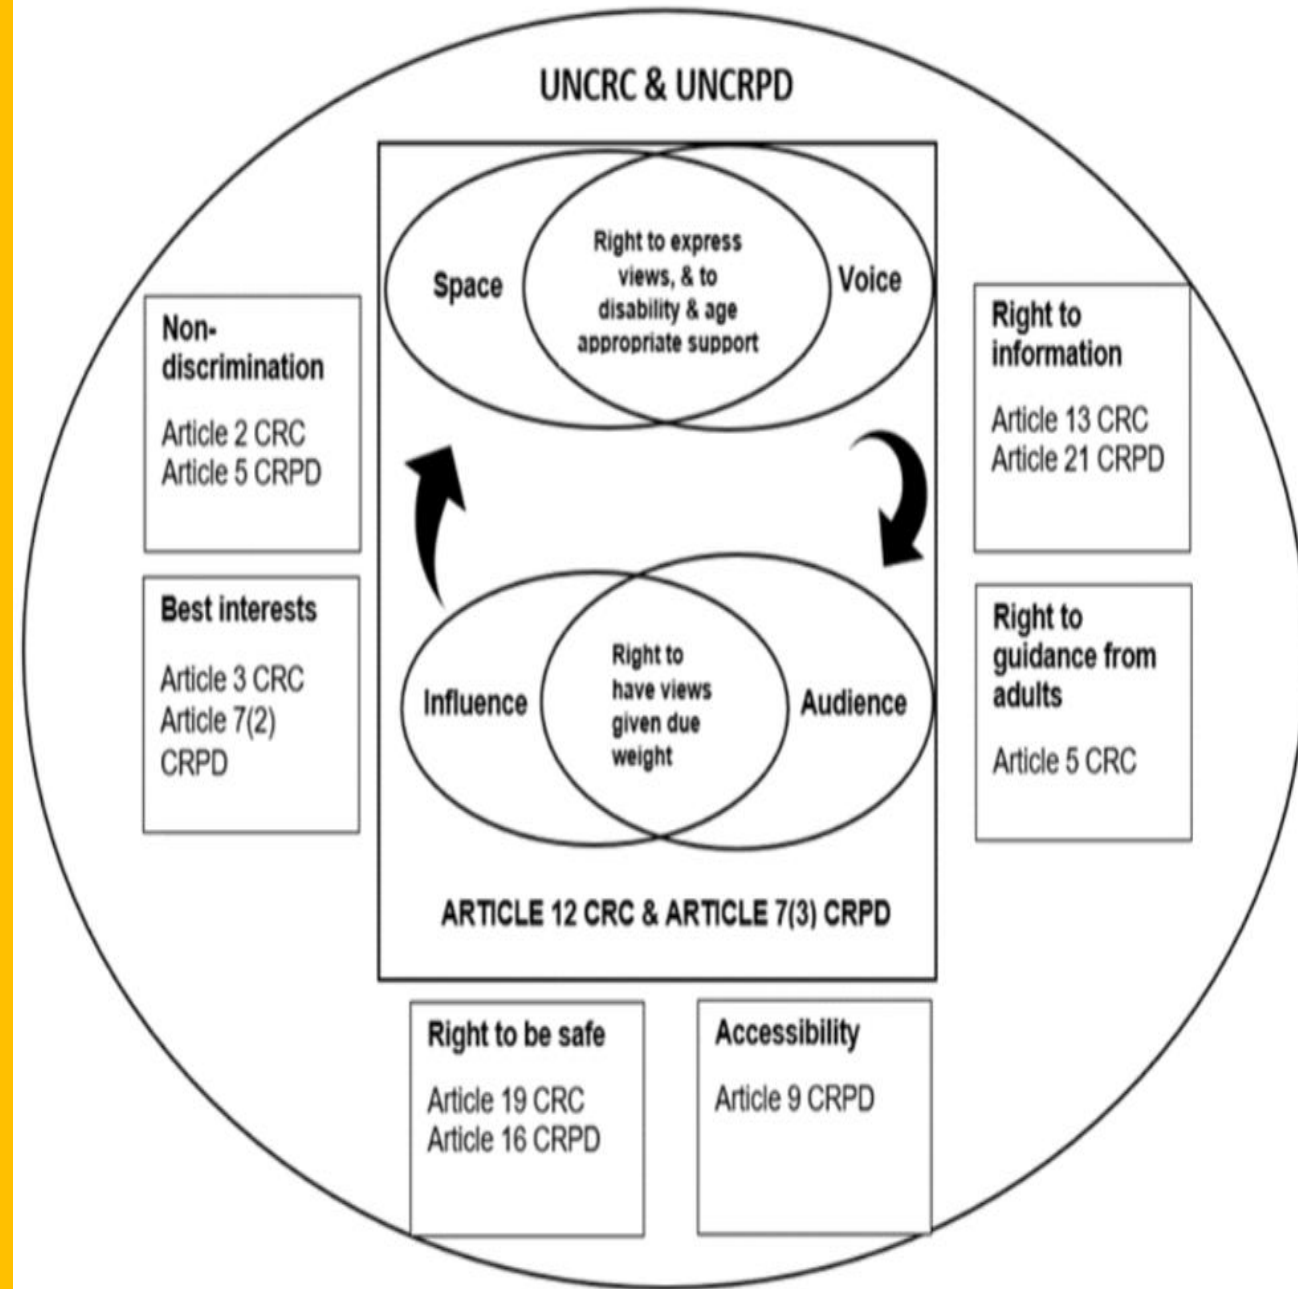 UNCRC & UNCRPD
Space
Right to express
views, & to
disability & age
appropriate support
Voice
Non-
discrimination
Article 2 CRC
Article 5 CRPD
Right to
information
Article 13 CRC
Article 21 CRPD
Best interests
Article 3 CRC
Article 7(2)
CRPD
Influence
Right to
have views
given due
weight
Audience
Right to
guidance from
adults
Article 5 CRC
ARTICLE 12 CRC & ARTICLE 7(3) CRPD
Right to be safe
Article 19 CRC
Article 16 CRPD
Accessibility
Article 9 CRPD